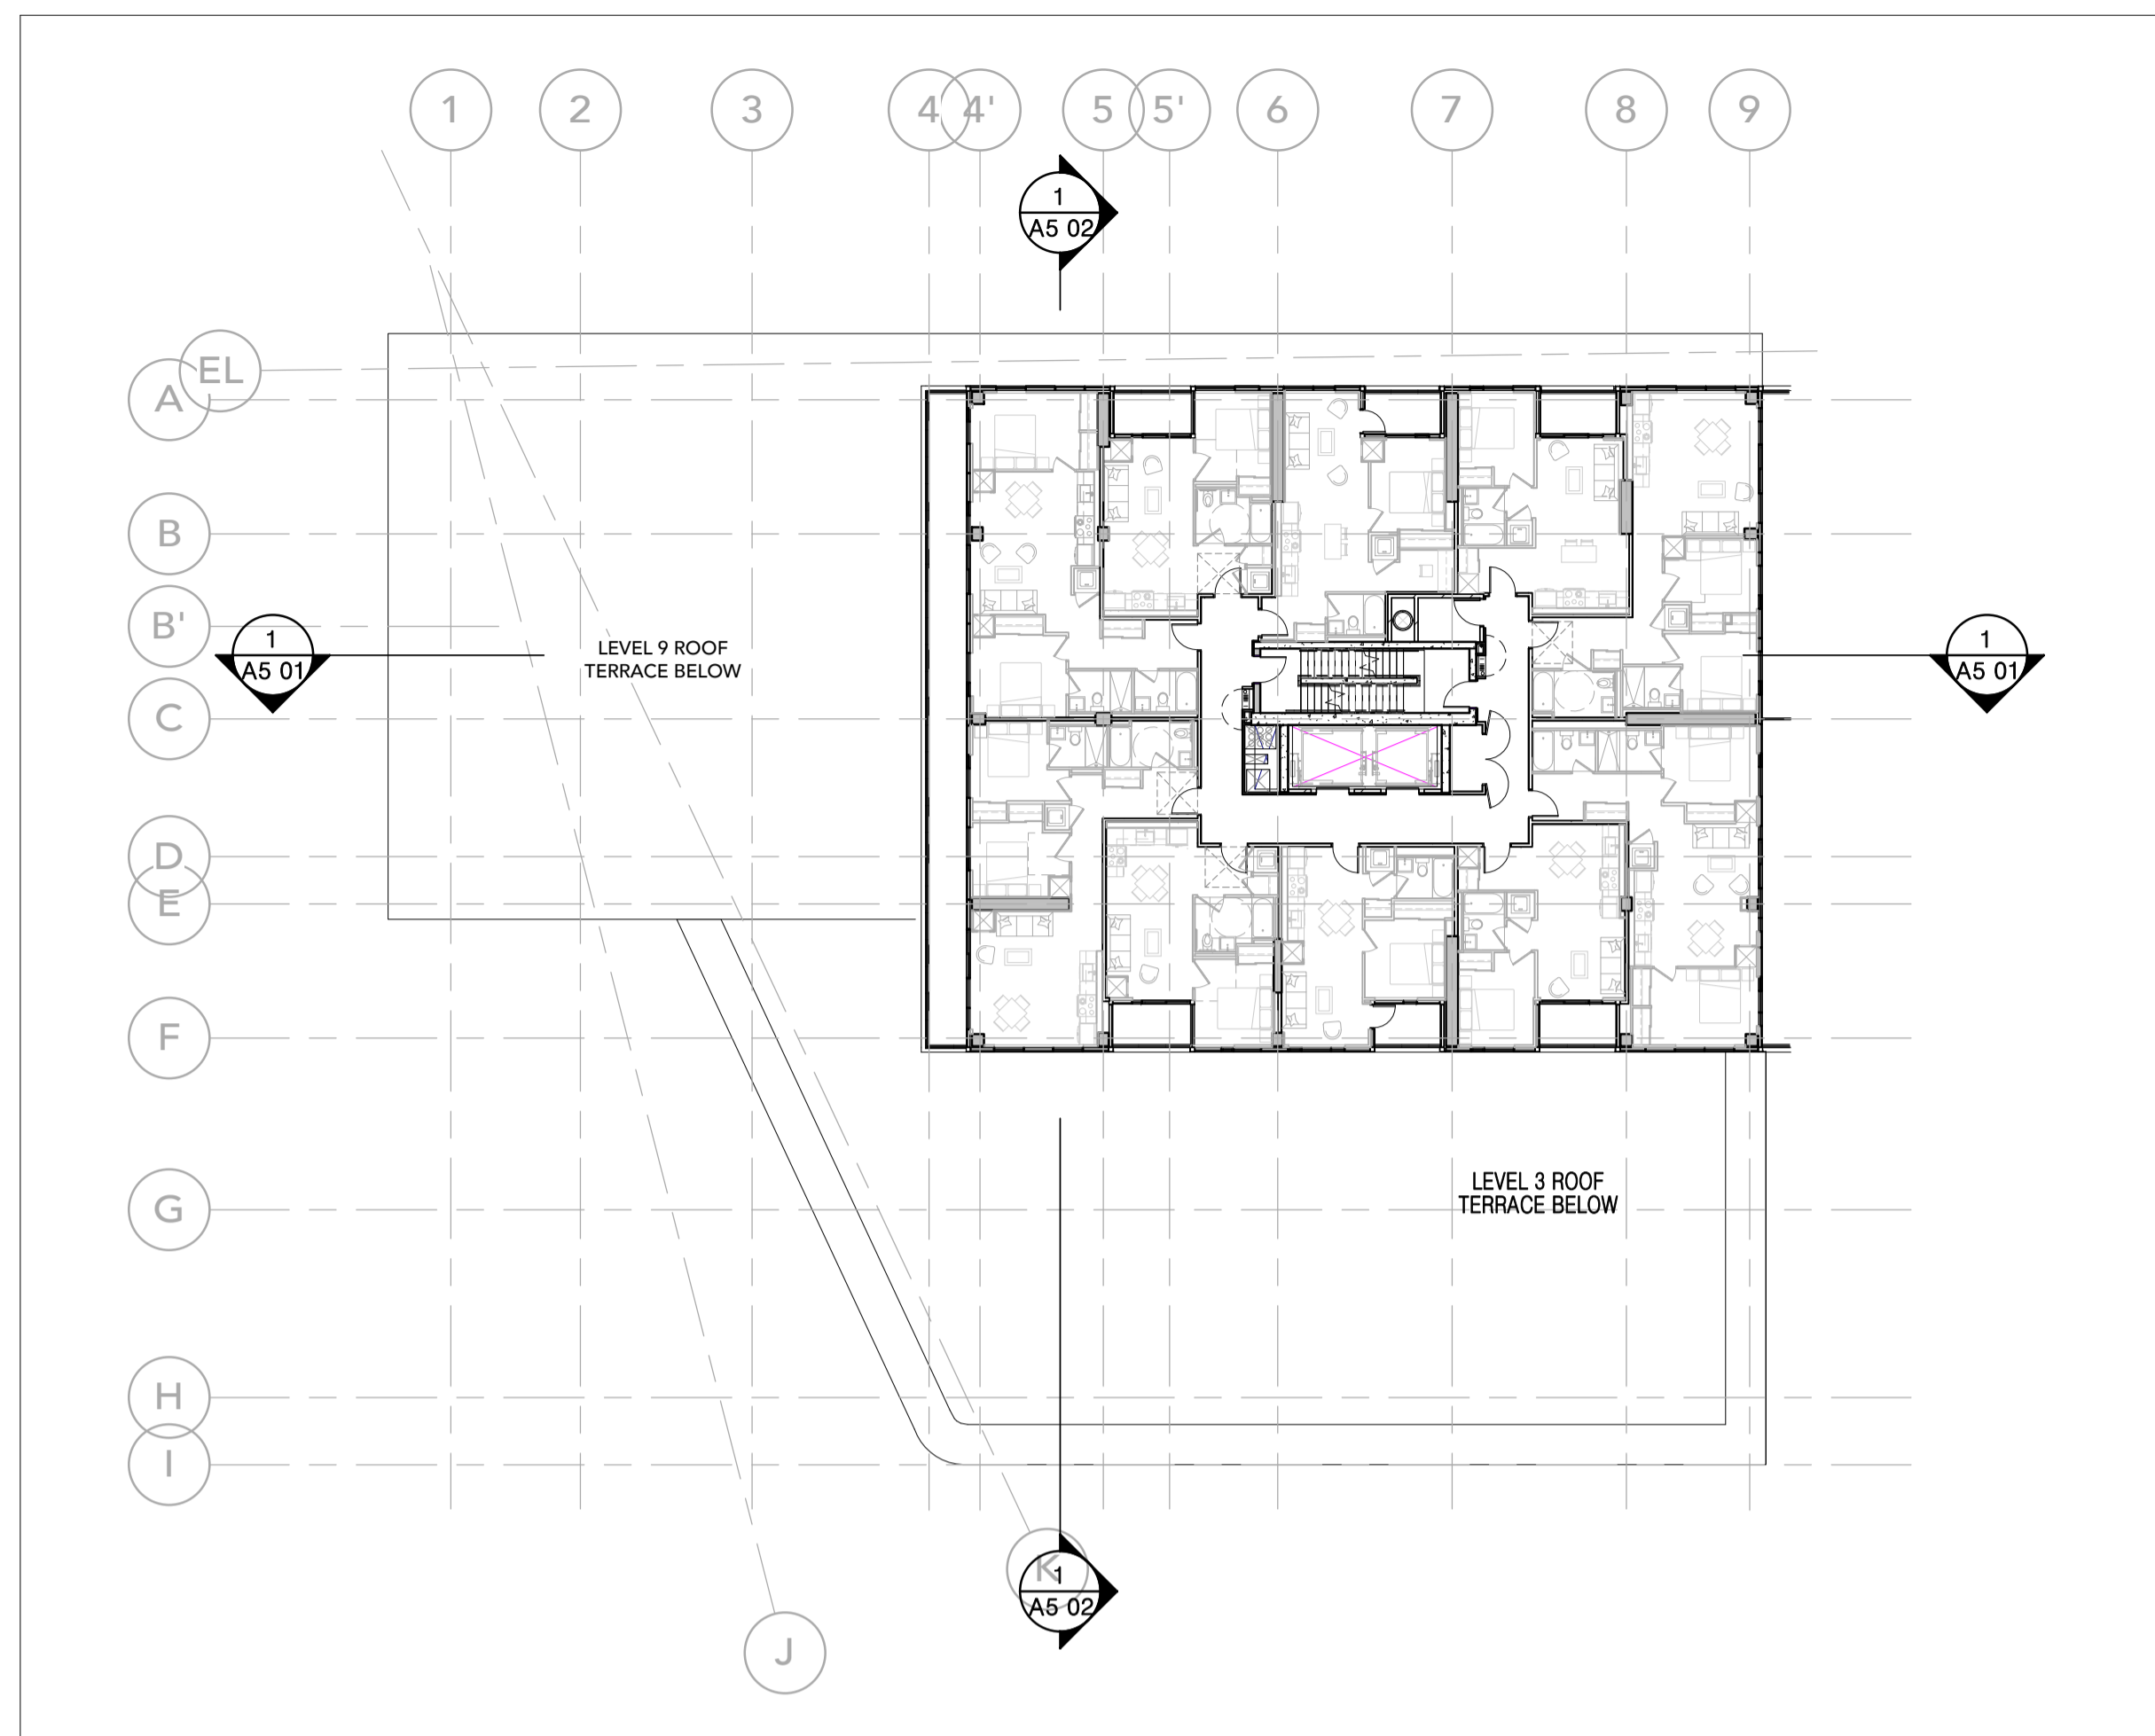 1 2 3 4 4' 5 5' 6 7 8 9
1
A5 02
EL
A
B
B'
1
A5 01
LEVEL 9 ROOF
TERRACE BELOW
1
A5 01
C
D
E
F
LEVEL 3 ROOF
TERRACE BELOW
G
H
I
K
1
A5 02
J